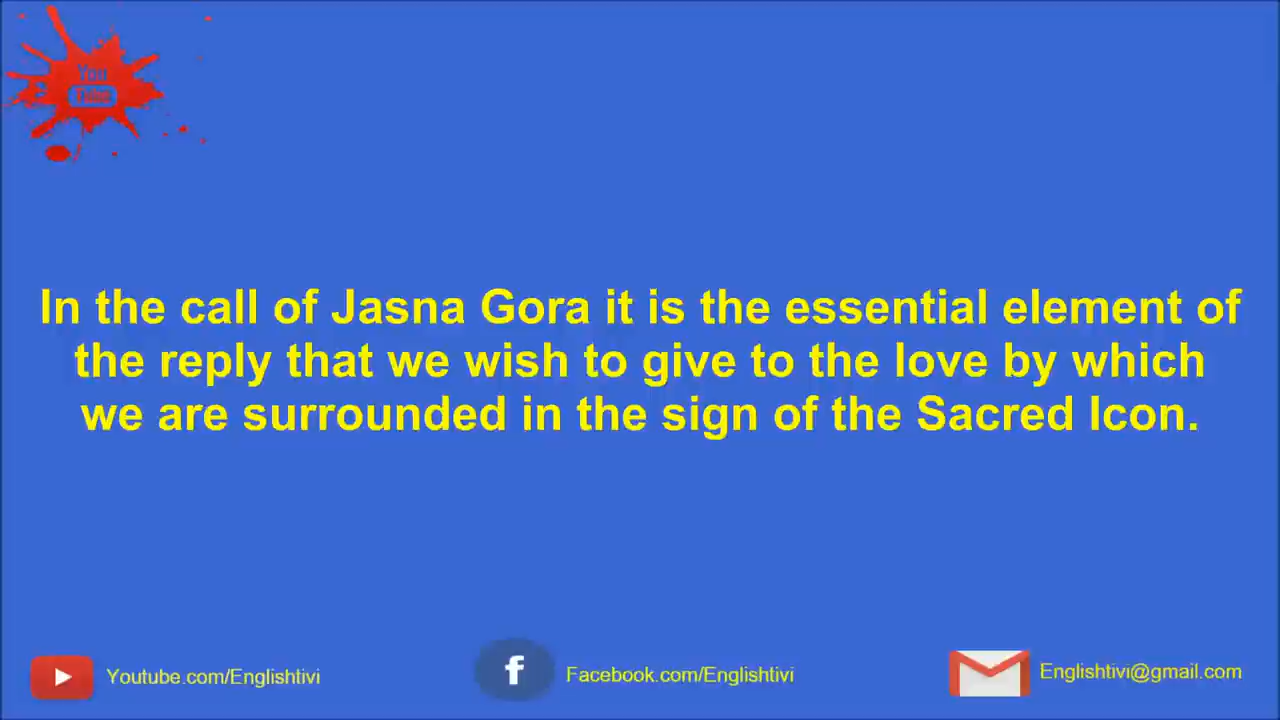 You
Tube
In the call of Jasna Gora it is the essential element of
the reply that we wish to give to the love by which
we are surrounded in the sign of the Sacred Icon.
Youtube.com/Englishtivi
f
Facebook.com/Englishtivi
Englishtivi@gmail.com